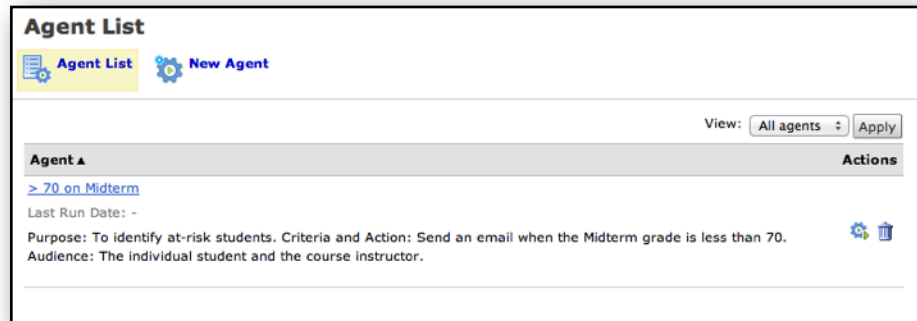 Agent List
Agent List New Agent
View: All agents Apply
Agent ▲ Actions
> 70 on Midterm
Last Run Date: -
Purpose: To identify at-risk students. Criteria and Action: Send an email when the Midterm grade is less than 70.
Audience: The individual student and the course instructor.